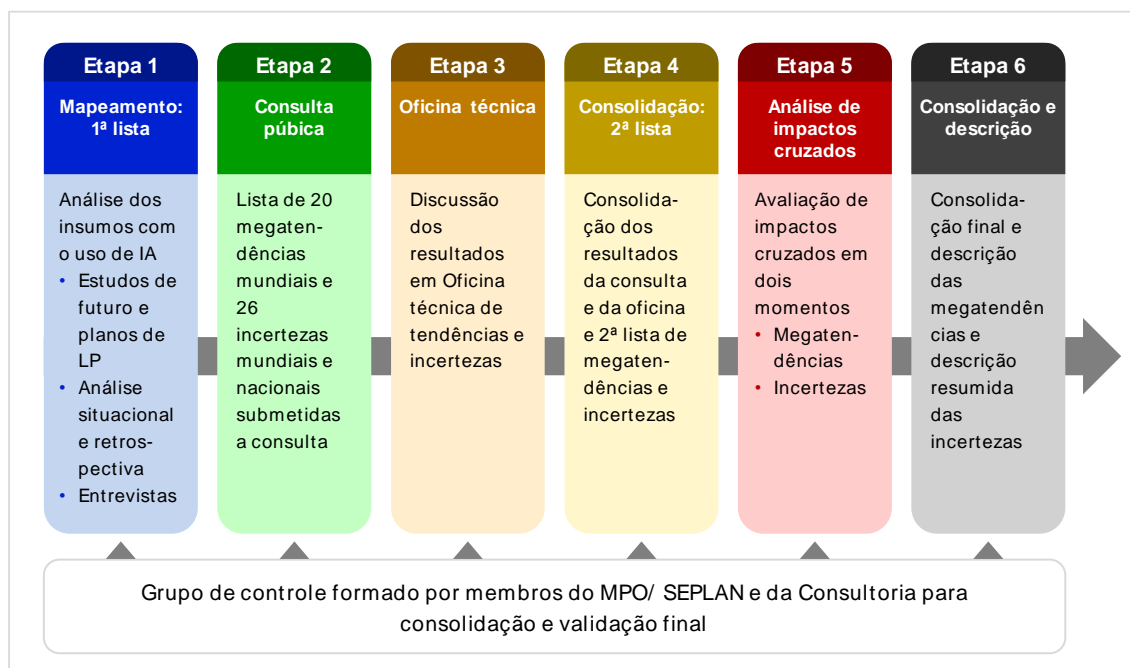 Etapa 1
Mapeamento:
1ª lista
Análise dos
insumos com
o uso de IA
• Estudos de
futuro e
planos de
LP
• Análise
situacional
e retros-
pectiva
• Entrevistas
Etapa 2
Consulta
púbica
Lista de 20
megaten-
dências
mundiais e
26
incertezas
mundiais e
nacionais
submetidas
a consulta
Etapa 3
Oficina técnica
Discussão
dos
resultados
em Oficina
técnica de
tendências e
incertezas
Etapa 4
Consolidação:
2ª lista
Consolida-
ção dos
resultados
da consulta
e da oficina
e 2ª lista de
megaten-
dências e
incertezas
Etapa 5
Análise de
impactos
cruzados
Avaliação de
impactos
cruzados em
dois
momentos
• Megaten-
dências
• Incertezas
Etapa 6
Consolidação e
descrição
Consolida-
ção final e
descrição
das
megatendên
cias e
descrição
resumida
das
incertezas
Grupo de controle formado por membros do MPO/ SEPLAN e da Consultoria para
consolidação e validação final